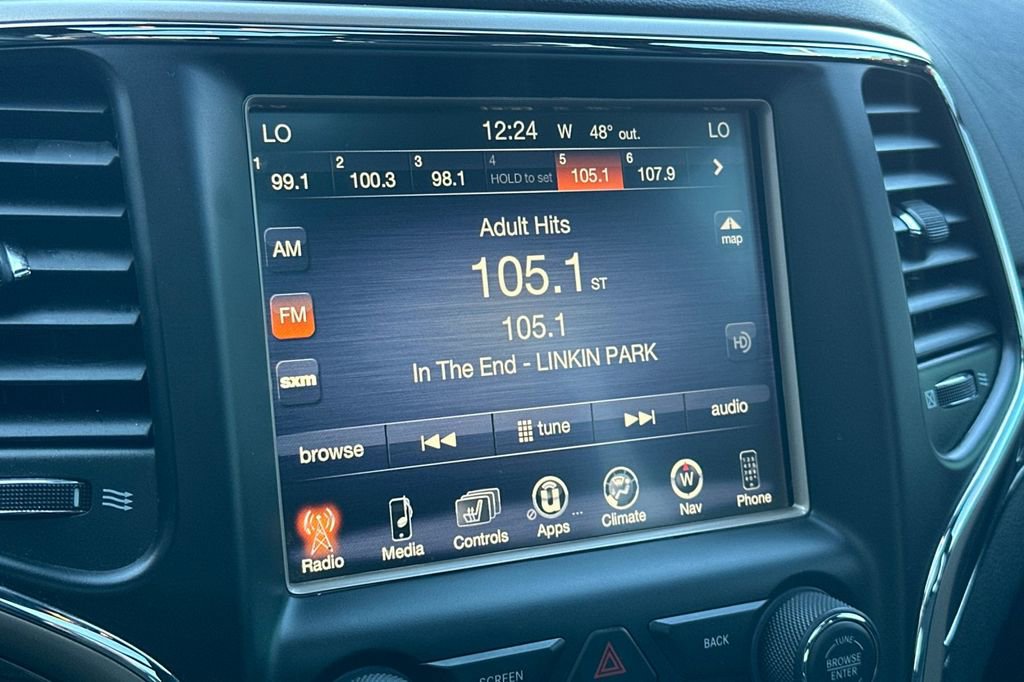 LO 12:24 W 48° out. LO
1 99.1 2 100.3 3 98.1 4 HOLD to set 5 105.1 6 107.9
Adult Hits
AM
map
105.1 ST
FM
105.1
HD
In The End - LINKIN PARK
sxm
browse tune audio
Radio Media Controls Apps ... Climate W Nav Phone
SCREEN BACK TUNE
BROWSE
ENTER